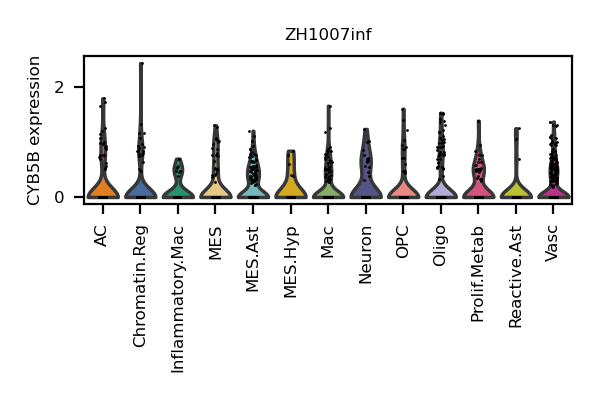 ZH1007inf
CYB5B expression
2
0
AC
Chromatin.Reg
Inflammatory.Mac
MES
MES.Ast
MES.Hyp
Mac
Neuron
OPC
Oligo
Prolif.Metab
Reactive.Ast
Vasc